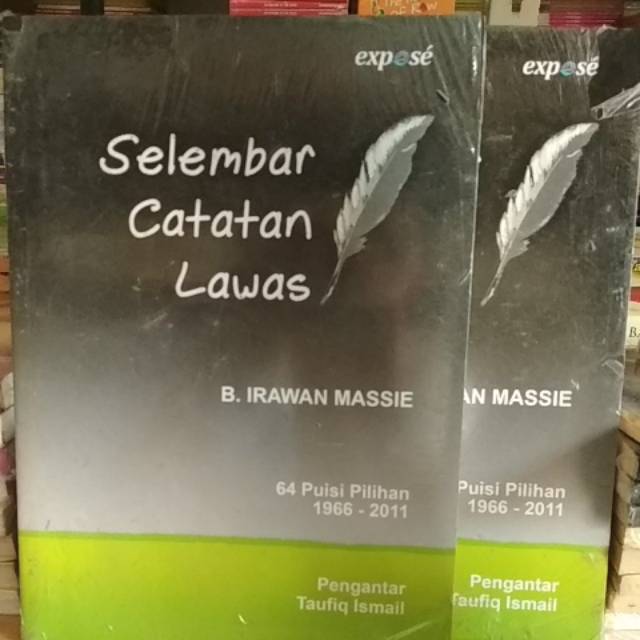 exposé
Selembar
Catatan
Lawas
B. IRAWAN MASSIE
64 Puisi Pilihan
1966 - 2011
Pengantar
Taufiq Ismail
exposé
AN MASSIE
Puisi Pilihan
1966 - 2011
Pengantar
Taufiq Ismail